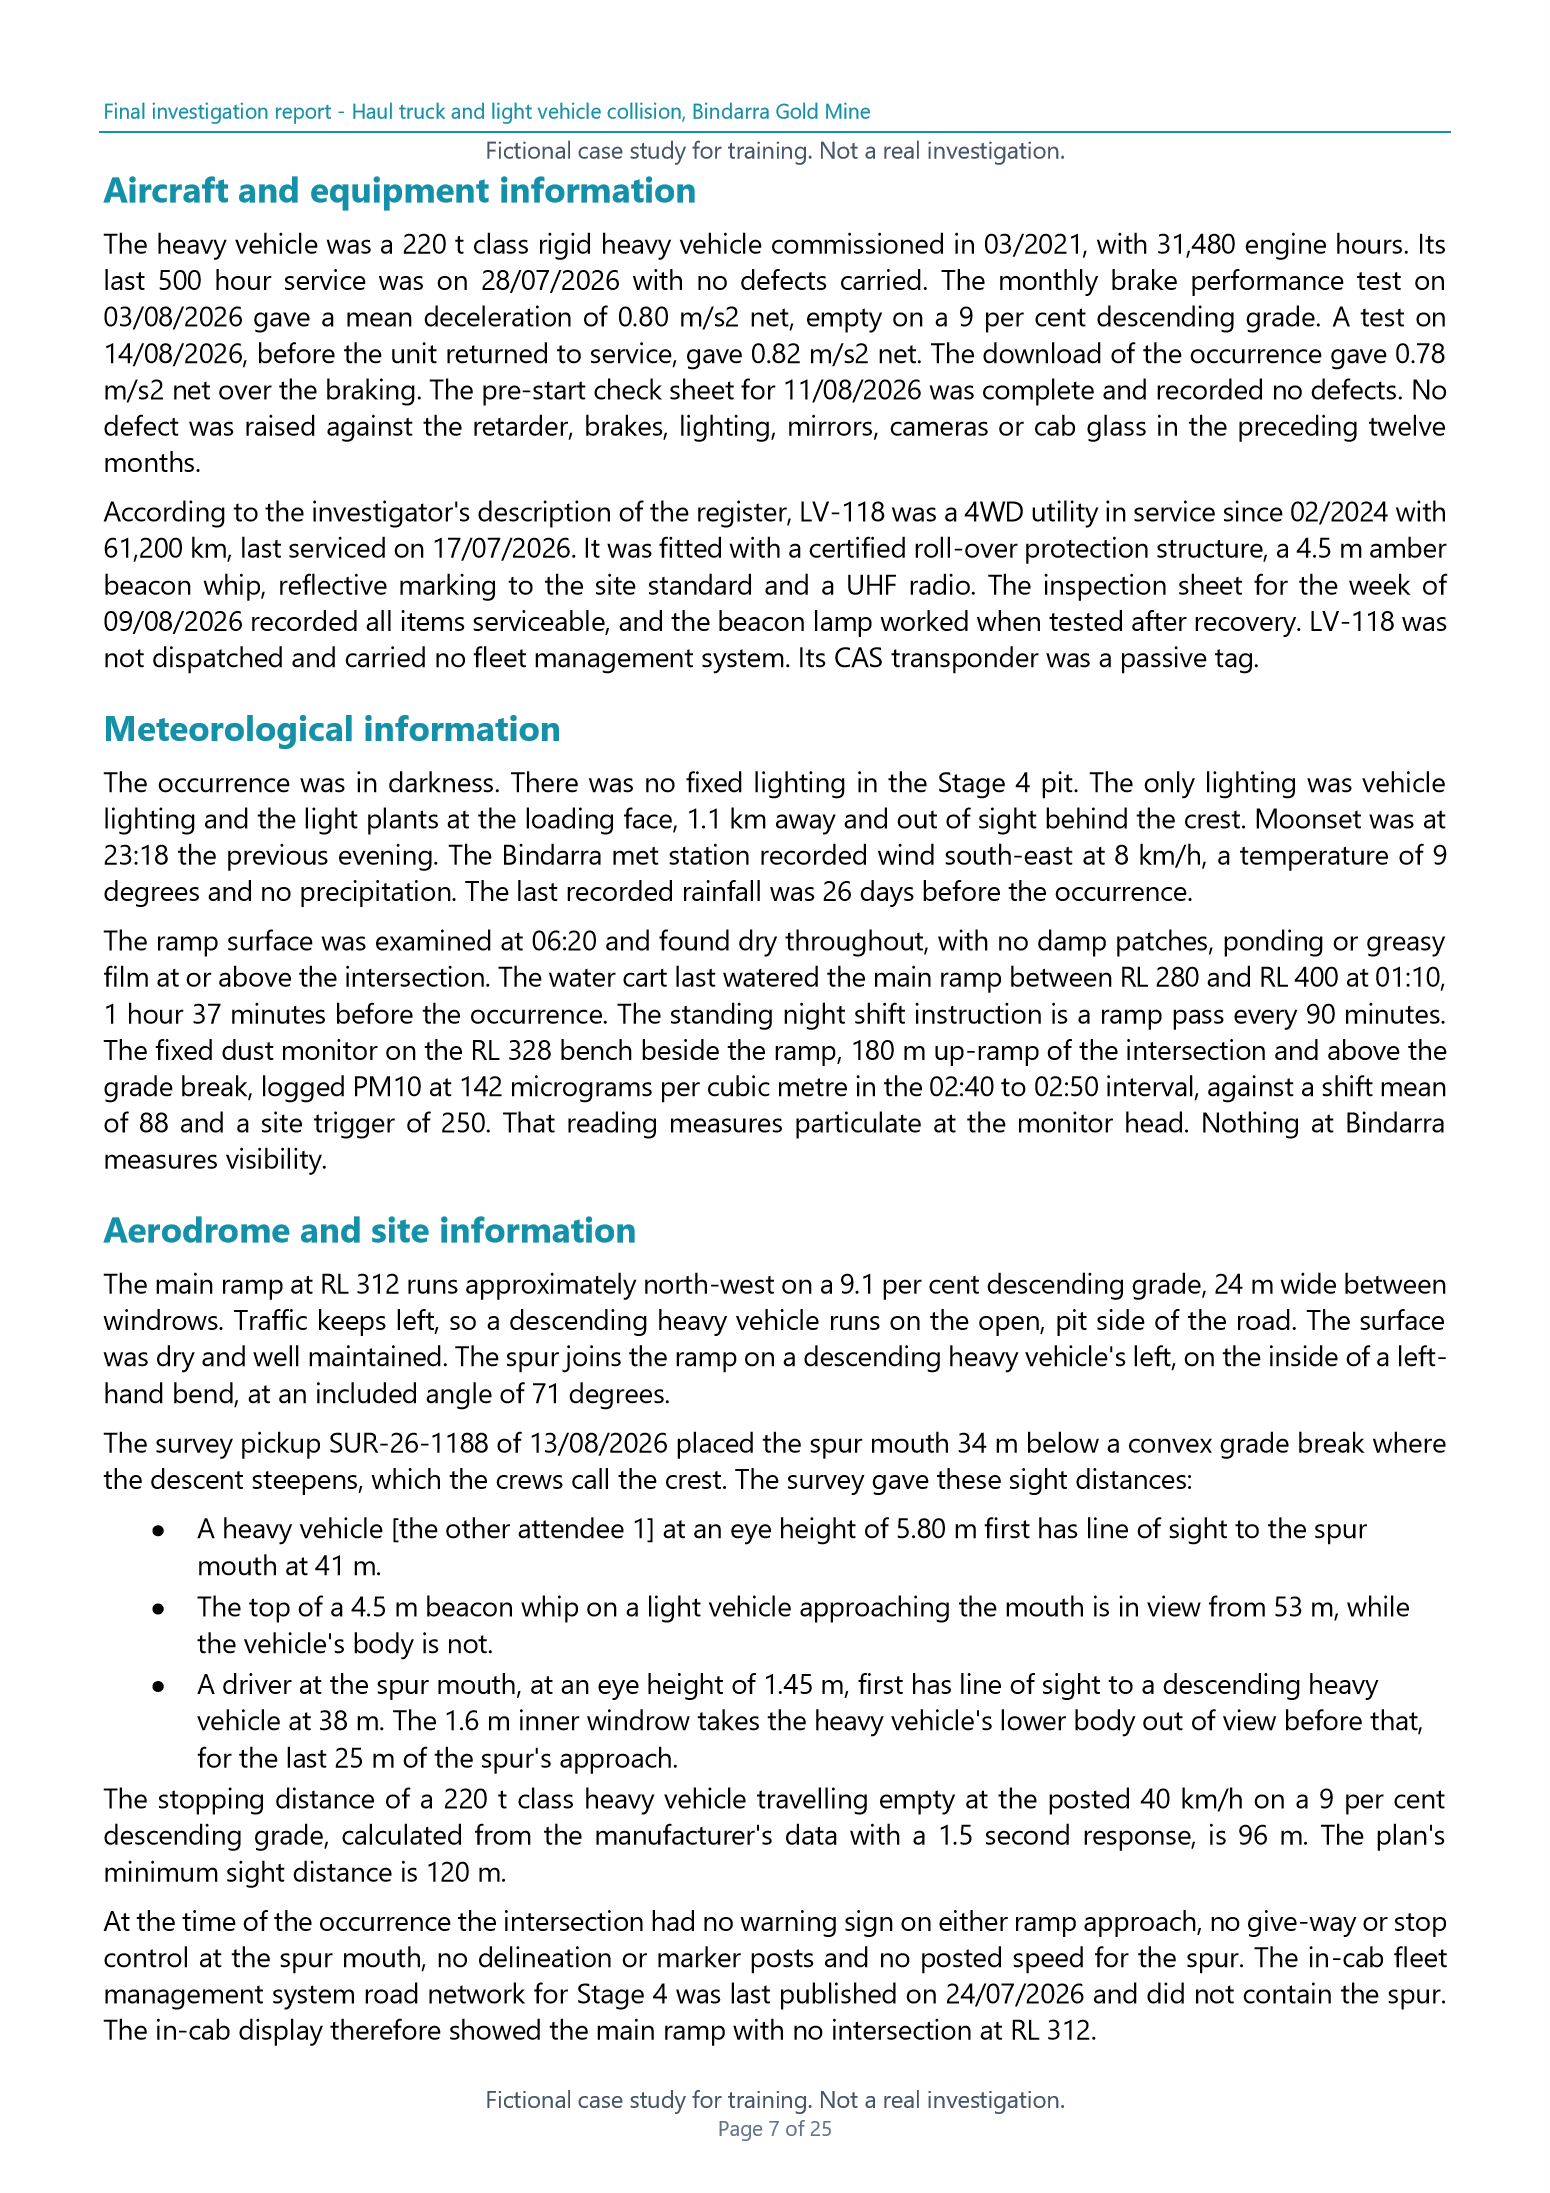 Final investigation report - Haul truck and light vehicle collision, Bindarra Gold Mine
Fictional case study for training. Not a real investigation.
Aircraft and equipment information
The heavy vehicle was a 220 t class rigid heavy vehicle commissioned in 03/2021, with 31,480 engine hours. Its
last 500 hour service was on 28/07/2026 with no defects carried. The monthly brake performance test on
03/08/2026 gave a mean deceleration of 0.80 m/s2 net, empty on a 9 per cent descending grade. A test on
14/08/2026, before the unit returned to service, gave 0.82 m/s2 net. The download of the occurrence gave 0.78
m/s2 net over the braking. The pre-start check sheet for 11/08/2026 was complete and recorded no defects. No
defect was raised against the retarder, brakes, lighting, mirrors, cameras or cab glass in the preceding twelve
months.
According to the investigator's description of the register, LV-118 was a 4WD utility in service since 02/2024 with
61,200 km, last serviced on 17/07/2026. It was fitted with a certified roll-over protection structure, a 4.5 m amber
beacon whip, reflective marking to the site standard and a UHF radio. The inspection sheet for the week of
09/08/2026 recorded all items serviceable, and the beacon lamp worked when tested after recovery. LV-118 was
not dispatched and carried no fleet management system. Its CAS transponder was a passive tag.
Meteorological information
The occurrence was in darkness. There was no fixed lighting in the Stage 4 pit. The only lighting was vehicle
lighting and the light plants at the loading face, 1.1 km away and out of sight behind the crest. Moonset was at
23:18 the previous evening. The Bindarra met station recorded wind south-east at 8 km/h, a temperature of 9
degrees and no precipitation. The last recorded rainfall was 26 days before the occurrence.
The ramp surface was examined at 06:20 and found dry throughout, with no damp patches, ponding or greasy
film at or above the intersection. The water cart last watered the main ramp between RL 280 and RL 400 at 01:10,
1 hour 37 minutes before the occurrence. The standing night shift instruction is a ramp pass every 90 minutes.
The fixed dust monitor on the RL 328 bench beside the ramp, 180 m up-ramp of the intersection and above the
grade break, logged PM10 at 142 micrograms per cubic metre in the 02:40 to 02:50 interval, against a shift mean
of 88 and a site trigger of 250. That reading measures particulate at the monitor head. Nothing at Bindarra
measures visibility.
Aerodrome and site information
The main ramp at RL 312 runs approximately north-west on a 9.1 per cent descending grade, 24 m wide between
windrows. Traffic keeps left, so a descending heavy vehicle runs on the open, pit side of the road. The surface
was dry and well maintained. The spur joins the ramp on a descending heavy vehicle's left, on the inside of a left-
hand bend, at an included angle of 71 degrees.
The survey pickup SUR-26-1188 of 13/08/2026 placed the spur mouth 34 m below a convex grade break where
the descent steepens, which the crews call the crest. The survey gave these sight distances:
● A heavy vehicle [the other attendee 1] at an eye height of 5.80 m first has line of sight to the spur
mouth at 41 m.
● The top of a 4.5 m beacon whip on a light vehicle approaching the mouth is in view from 53 m, while
the vehicle's body is not.
● A driver at the spur mouth, at an eye height of 1.45 m, first has line of sight to a descending heavy
vehicle at 38 m. The 1.6 m inner windrow takes the heavy vehicle's lower body out of view before that,
for the last 25 m of the spur's approach.
The stopping distance of a 220 t class heavy vehicle travelling empty at the posted 40 km/h on a 9 per cent
descending grade, calculated from the manufacturer's data with a 1.5 second response, is 96 m. The plan's
minimum sight distance is 120 m.
At the time of the occurrence the intersection had no warning sign on either ramp approach, no give-way or stop
control at the spur mouth, no delineation or marker posts and no posted speed for the spur. The in-cab fleet
management system road network for Stage 4 was last published on 24/07/2026 and did not contain the spur.
The in-cab display therefore showed the main ramp with no intersection at RL 312.
Fictional case study for training. Not a real investigation.
Page 7 of 25